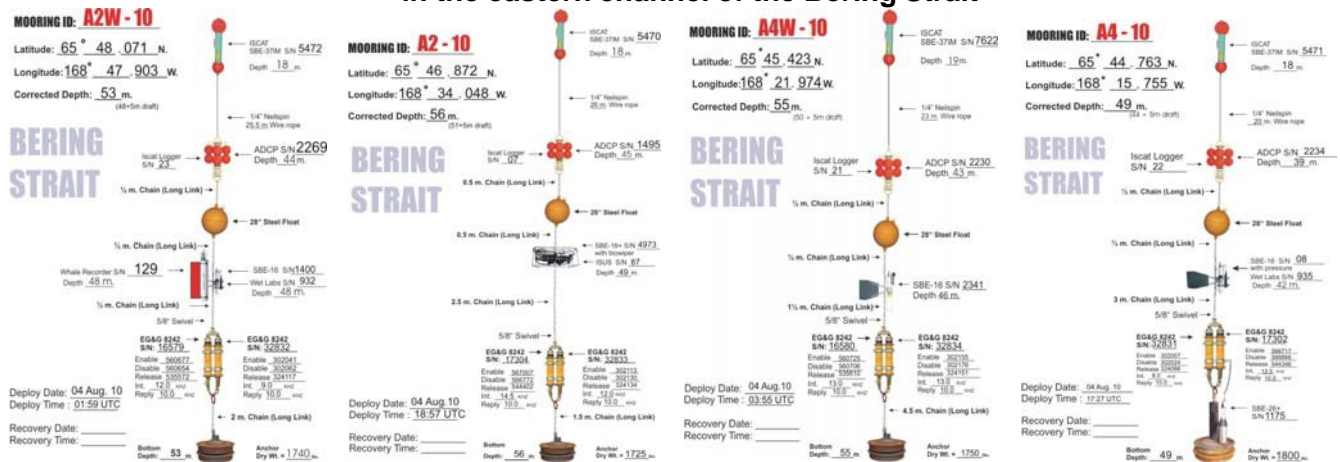 in the eastern channel of the Bering Strait
MOORING ID: A2W - 10
Latitude: 65 ° 48 . 071 N.
Longitude: 168 ° 47 . 903 W.
Corrected Depth: 53 m.
(48+5m draft)
BERING
STRAIT
ISCAT
SBE-37IM S/N 5472
Depth 18 m.
1/4" Neilspin
25.5 m. Wire rope
Iscat Logger
S/N 23
ADCP S/N 2269
Depth 44 m.
½ m. Chain (Long Link)
28" Steel Float
½ m. Chain (Long Link)
Whale Recorder S/N 129
Depth 48 m.
SBE-16 S/N 1400
Wet Labs S/N 932
Depth 48 m.
½ m. Chain (Long Link)
5/8" Swivel
EG&G 8242
S/N: 16579
Enable 560677
Disable 560654
Release 535572
Int. 12.0 khz
Reply 10.0 khz
EG&G 8242
S/N: 32832
Enable 302041
Disable 302062
Release 324117
Int. 9.0 khz
Reply 10.0 khz
Deploy Date: 04 Aug. 10
Deploy Time : 01:59 UTC
2 m. Chain (Long Link)
Recovery Date:
Recovery Time:
Bottom
Depth: 53 m.
Anchor
Dry Wt. = 1740 lbs.
MOORING ID: A2 - 10
Latitude: 65 ° 46 . 872 N.
Longitude: 168 ° 34 . 048 W.
Corrected Depth: 56 m.
(51+5m draft)
BERING
STRAIT
ISCAT
SBE-37IM S/N 5470
Depth 18 m.
1/4" Neilspin
28 m. Wire rope
Iscat Logger
S/N 07
ADCP S/N 1495
Depth 45 m.
0.5 m. Chain (Long Link)
28" Steel Float
0.5 m. Chain (Long Link)
SBE-16+ S/N 4973
with biowiper
ISUS S/N 87
Depth 49 m.
2.5 m. Chain (Long Link)
5/8" Swivel
EG&G 8242
S/N: 17304
Enable 567007
Disable 566772
Release 544402
Int. 14.5 khz
Reply 10.0 khz
EG&G 8242
S/N: 32833
Enable 302113
Disable 302130
Release 324134
Int. 12.0 khz
Reply 10.0 khz
Deploy Date: 04 Aug. 10
Deploy Time : 18:57 UTC
1.5 m. Chain (Long Link)
Recovery Date:
Recovery Time:
Bottom
Depth: 56 m.
Anchor
Dry Wt. = 1725 lbs.
MOORING ID: A4W - 10
Latitude: 65 ° 45 . 423 N.
Longitude: 168 ° 21 . 974 W.
Corrected Depth: 55 m.
(50 + 5m draft)
BERING
STRAIT
ISCAT
SBE-37IM S/N 7622
Depth 19 m.
1/4" Neilspin
23 m. Wire rope
Iscat Logger
S/N 21
ADCP S/N 2230
Depth 43 m.
½ m. Chain (Long Link)
28" Steel Float
½ m. Chain (Long Link)
SBE-16 S/N 2341
Depth 46 m.
1½ m. Chain (Long Link)
5/8" Swivel
EG&G 8242
S/N: 16580
Enable 560725
Disable 560706
Release 535610
Int. 13.0 khz
Reply 10.0 khz
EG&G 8242
S/N: 32834
Enable 302155
Disable 302176
Release 324151
Int. 13.0 khz
Reply 10.0 khz
Deploy Date: 04 Aug. 10
Deploy Time : 03:55 UTC
4.5 m. Chain (Long Link)
Recovery Date:
Recovery Time:
Bottom
Depth: 55 m.
Anchor
Dry Wt. = 1750 lbs.
MOORING ID: A4 - 10
Latitude: 65 ° 44 . 763 N.
Longitude: 168 ° 15 . 755 W.
Corrected Depth: 49 m.
(44 + 5m draft)
BERING
STRAIT
ISCAT
SBE-37IM S/N 5471
Depth 18 m.
1/4" Neilspin
20 m. Wire rope
Iscat Logger
S/N 22
ADCP S/N 2234
Depth 39 m.
½ m. Chain (Long Link)
28" Steel Float
½ m. Chain (Long Link)
SBE-16 S/N 08
with pressure
Wet Labs S/N 935
Depth 42 m.
3 m. Chain (Long Link)
5/8" Swivel
EG&G 8242
S/N: 32831
Enable 302007
Disable 302024
Release
Int.
Reply 10.0 khz
EG&G 8242
S/N: 17302
Enable
Disable
Release
Int. 12.0 khz
Reply 10.0 khz
Deploy Date: 04 Aug. 10
Deploy Time : 17:27 UTC
SBE-26+
S/N 1175
Recovery Date:
Recovery Time:
Bottom
Depth: 49 m.
Anchor
Dry Wt. = 1800 lbs.